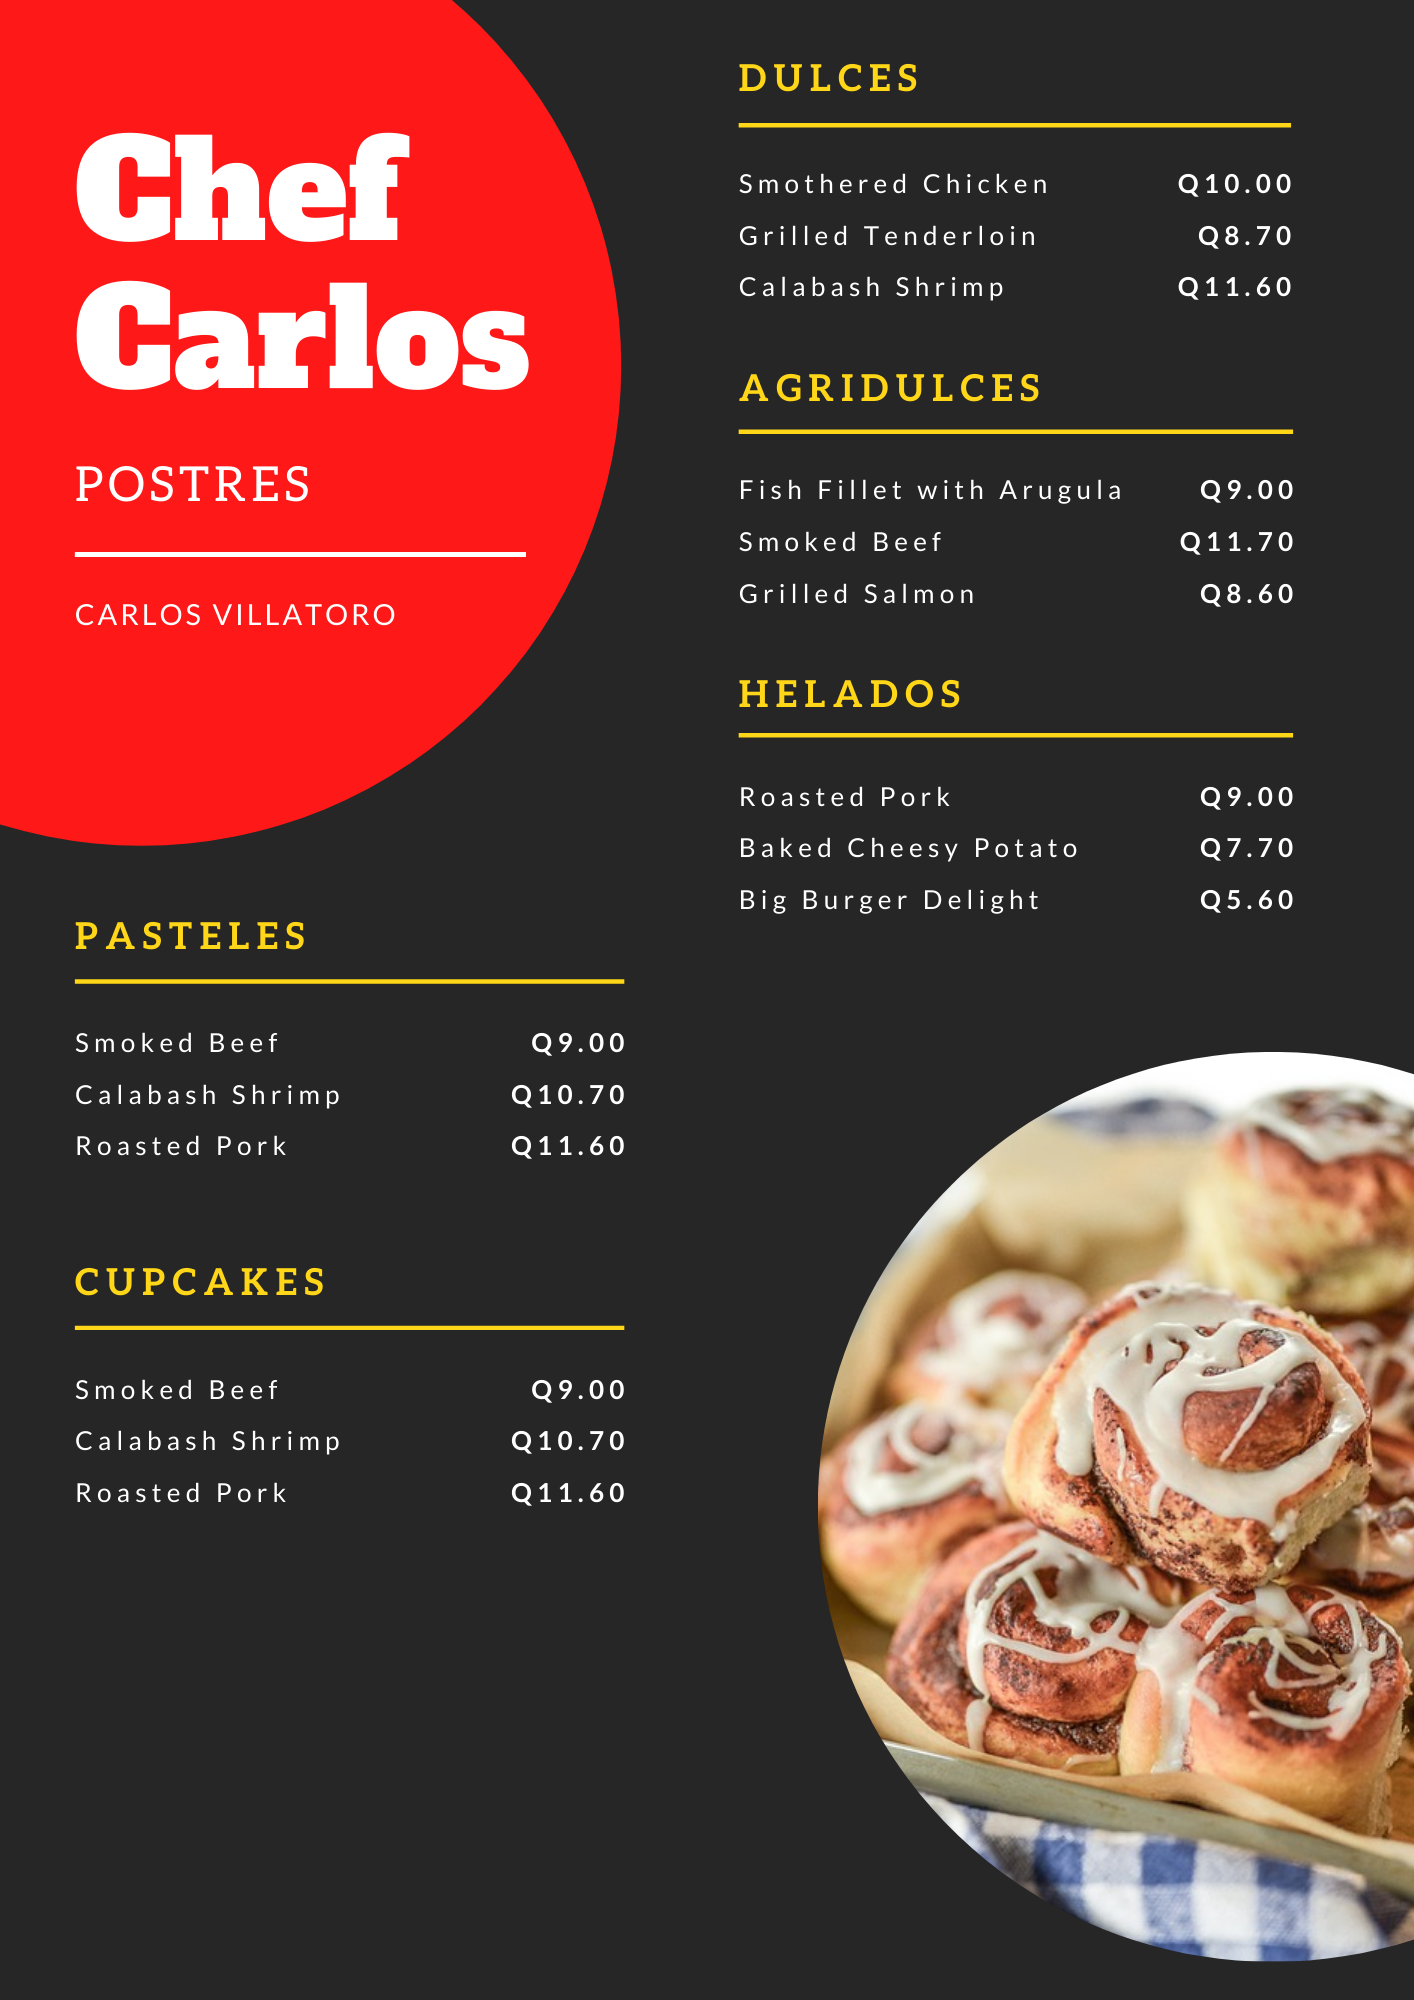 Chef
Carlos
POSTRES
CARLOS VILLATORO
PASTELES
Smoked Beef Q9.00
Calabash Shrimp Q10.70
Roasted Pork Q11.60
CUPCAKES
Smoked Beef Q9.00
Calabash Shrimp Q10.70
Roasted Pork Q11.60
DULCES
Smothered Chicken Q10.00
Grilled Tenderloin Q8.70
Calabash Shrimp Q11.60
AGRIDULCES
Fish Fillet with Arugula Q9.00
Smoked Beef Q11.70
Grilled Salmon Q8.60
HELADOS
Roasted Pork Q9.00
Baked Cheesy Potato Q7.70
Big Burger Delight Q5.60